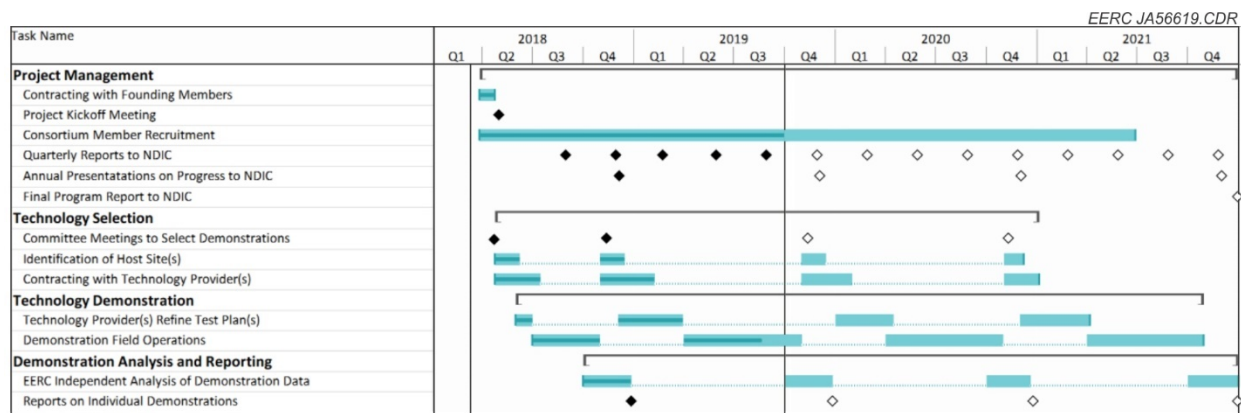 EERC JA56619.CDR
Task Name
2018 2019 2020 2021
Q1 Q2 Q3 Q4 Q1 Q2 Q3 Q4 Q1 Q2 Q3 Q4 Q1 Q2 Q3 Q4
Project Management
Contracting with Founding Members
Project Kickoff Meeting
Consortium Member Recruitment
Quarterly Reports to NDIC
Annual Presentatations on Progress to NDIC
Final Program Report to NDIC
Technology Selection
Committee Meetings to Select Demonstrations
Identification of Host Site(s)
Contracting with Technology Provider(s)
Technology Demonstration
Technology Provider(s) Refine Test Plan(s)
Demonstration Field Operations
Demonstration Analysis and Reporting
EERC Independent Analysis of Demonstration Data
Reports on Individual Demonstrations